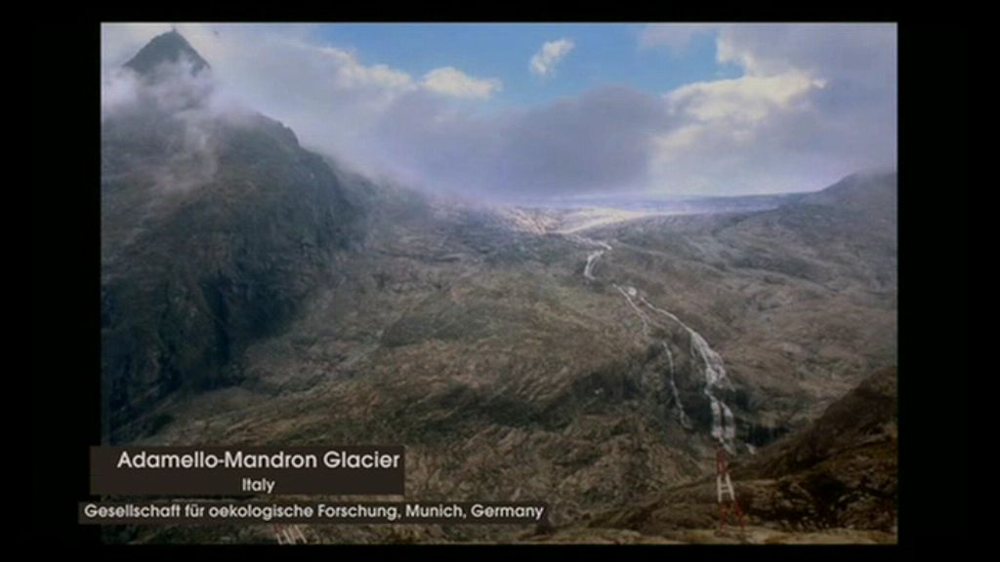 Adamello-Mandron Glacier
Italy
Gesellschaft für oekologische Forschung, Munich, Germany